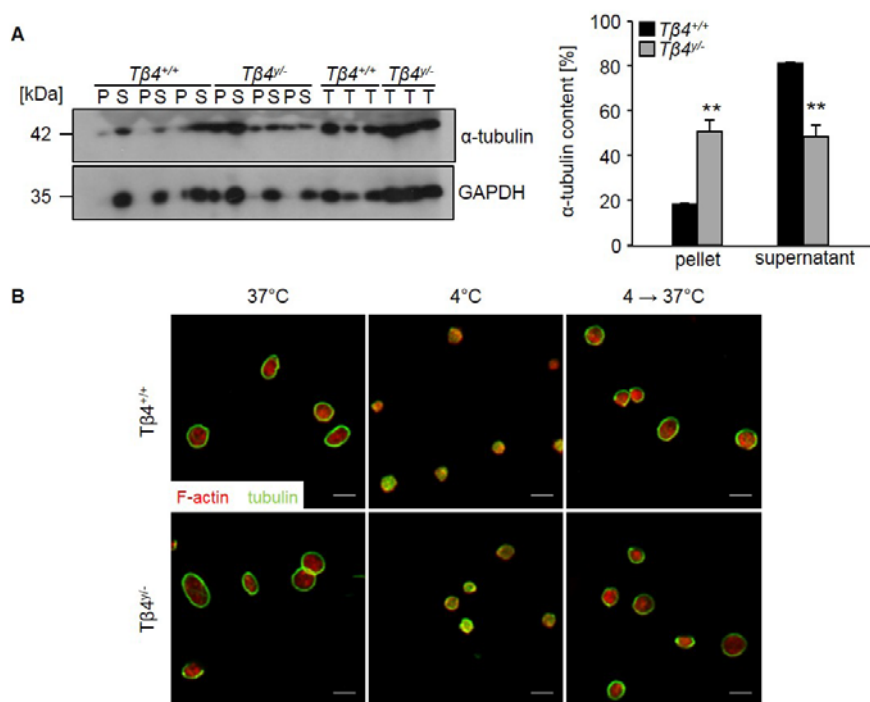 A
Tβ4+/+ Tβ4y/- Tβ4+/+ Tβ4y/-
[kDa] P S P S P S P S P S P S T T T T T T
42 α-tubulin
35 GAPDH
Tβ4+/+
Tβ4y/-
α-tubulin content [%]
100
80
60
40
20
0
** **
pellet supernatant
B
37°C 4°C 4 → 37°C
Tβ4+/+
F-actin tubulin
Tβ4y/-